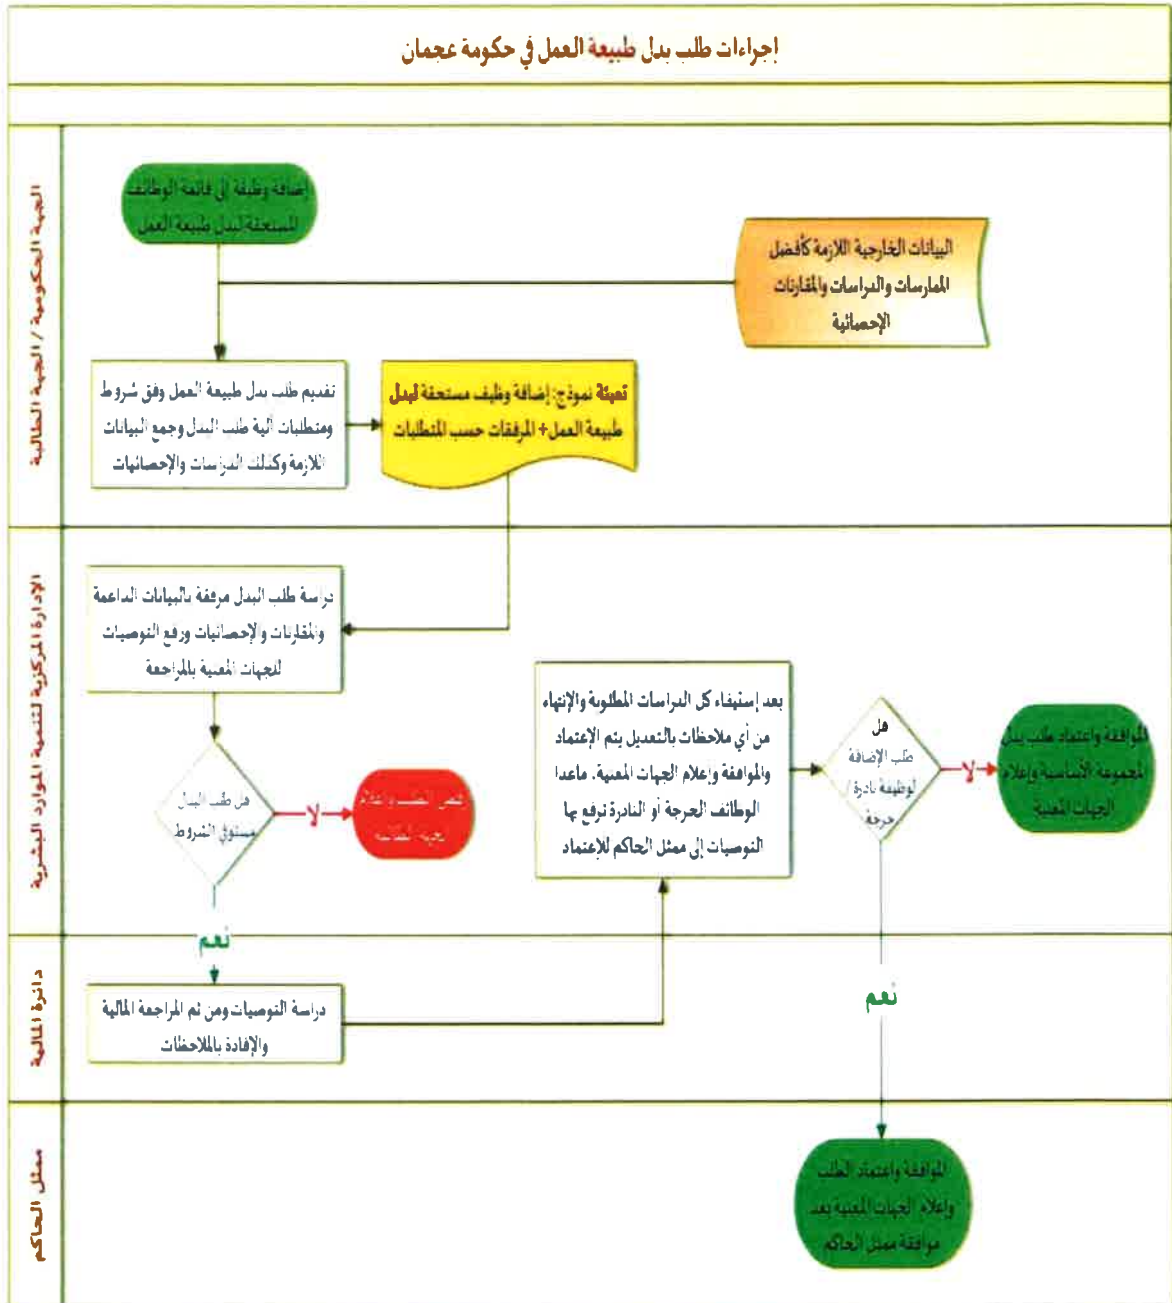 إجراءات طلب بدل طبيعة العمل في حكومة عجمان
الجهة الحكومية / الجهة الطالبة
إضافة وظيفة إلى قائمة الوظائف
المستحقة لبدل طبيعة العمل
البيانات الخارجية اللازمة كأفضل
الممارسات والدراسات والمقارنات
الإحصائية
تقديم طلب بدل طبيعة العمل وفق شروط
ومتطلبات ألية طلب البدل وجمع البيانات
اللازمة وكذلك الدراسات والإحصائيات
تعبئة نموذج: إضافة وظيف مستحقة لبدل
طبيعة العمل+ المرفقات حسب المتطلبات
الإدارة المركزية لتنمية الموارد البشرية
دراسة طلب البدل مرفقة بالبيانات الداعمة
والمقارنات والإحصائيات ورفع التوصيات
للجهات المعنية بالمراجعة
هل طلب البدل
مستوفي الشروط
لا
الطلب وإعلام
الجهة الطالبة
نعم
بعد إستيفاء كل الدراسات المطلوبة والإنتهاء
من أي ملاحظات بالتعديل يتم الإعتماد
والموافقة وإعلام الجهات المعنية، ماعدا
الوظائف الحرجة أو النادرة ترفع بها
التوصيات إلى ممثل الحاكم للإعتماد
هل
طلب الإضافة
لوظيفة نادرة /
حرجة
لا
الموافقة واعتماد طلب بدل
المجموعة الأساسية وإعلام
الجهات المعنية
نعم
دائرة المالية
دراسة التوصيات ومن ثم المراجعة المالية
والإفادة بالملاحظات
ممثل الحاكم
الموافقة واعتماد الطلب
وإعلام الجهات المعنية بعد
موافقة ممثل الحاكم